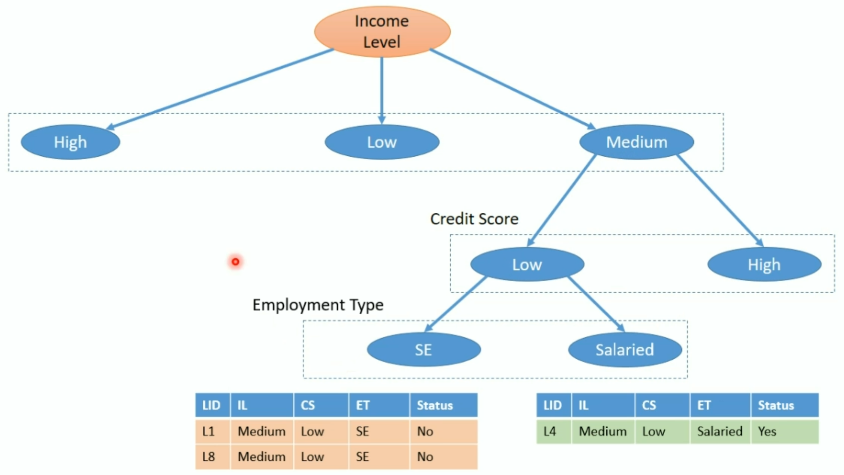 Income
Level
High
Low
Medium
Credit Score
Low
High
Employment Type
SE
Salaried
LID IL CS ET Status
L1 Medium Low SE No
L8 Medium Low SE No
LID IL CS ET Status
L4 Medium Low Salaried Yes